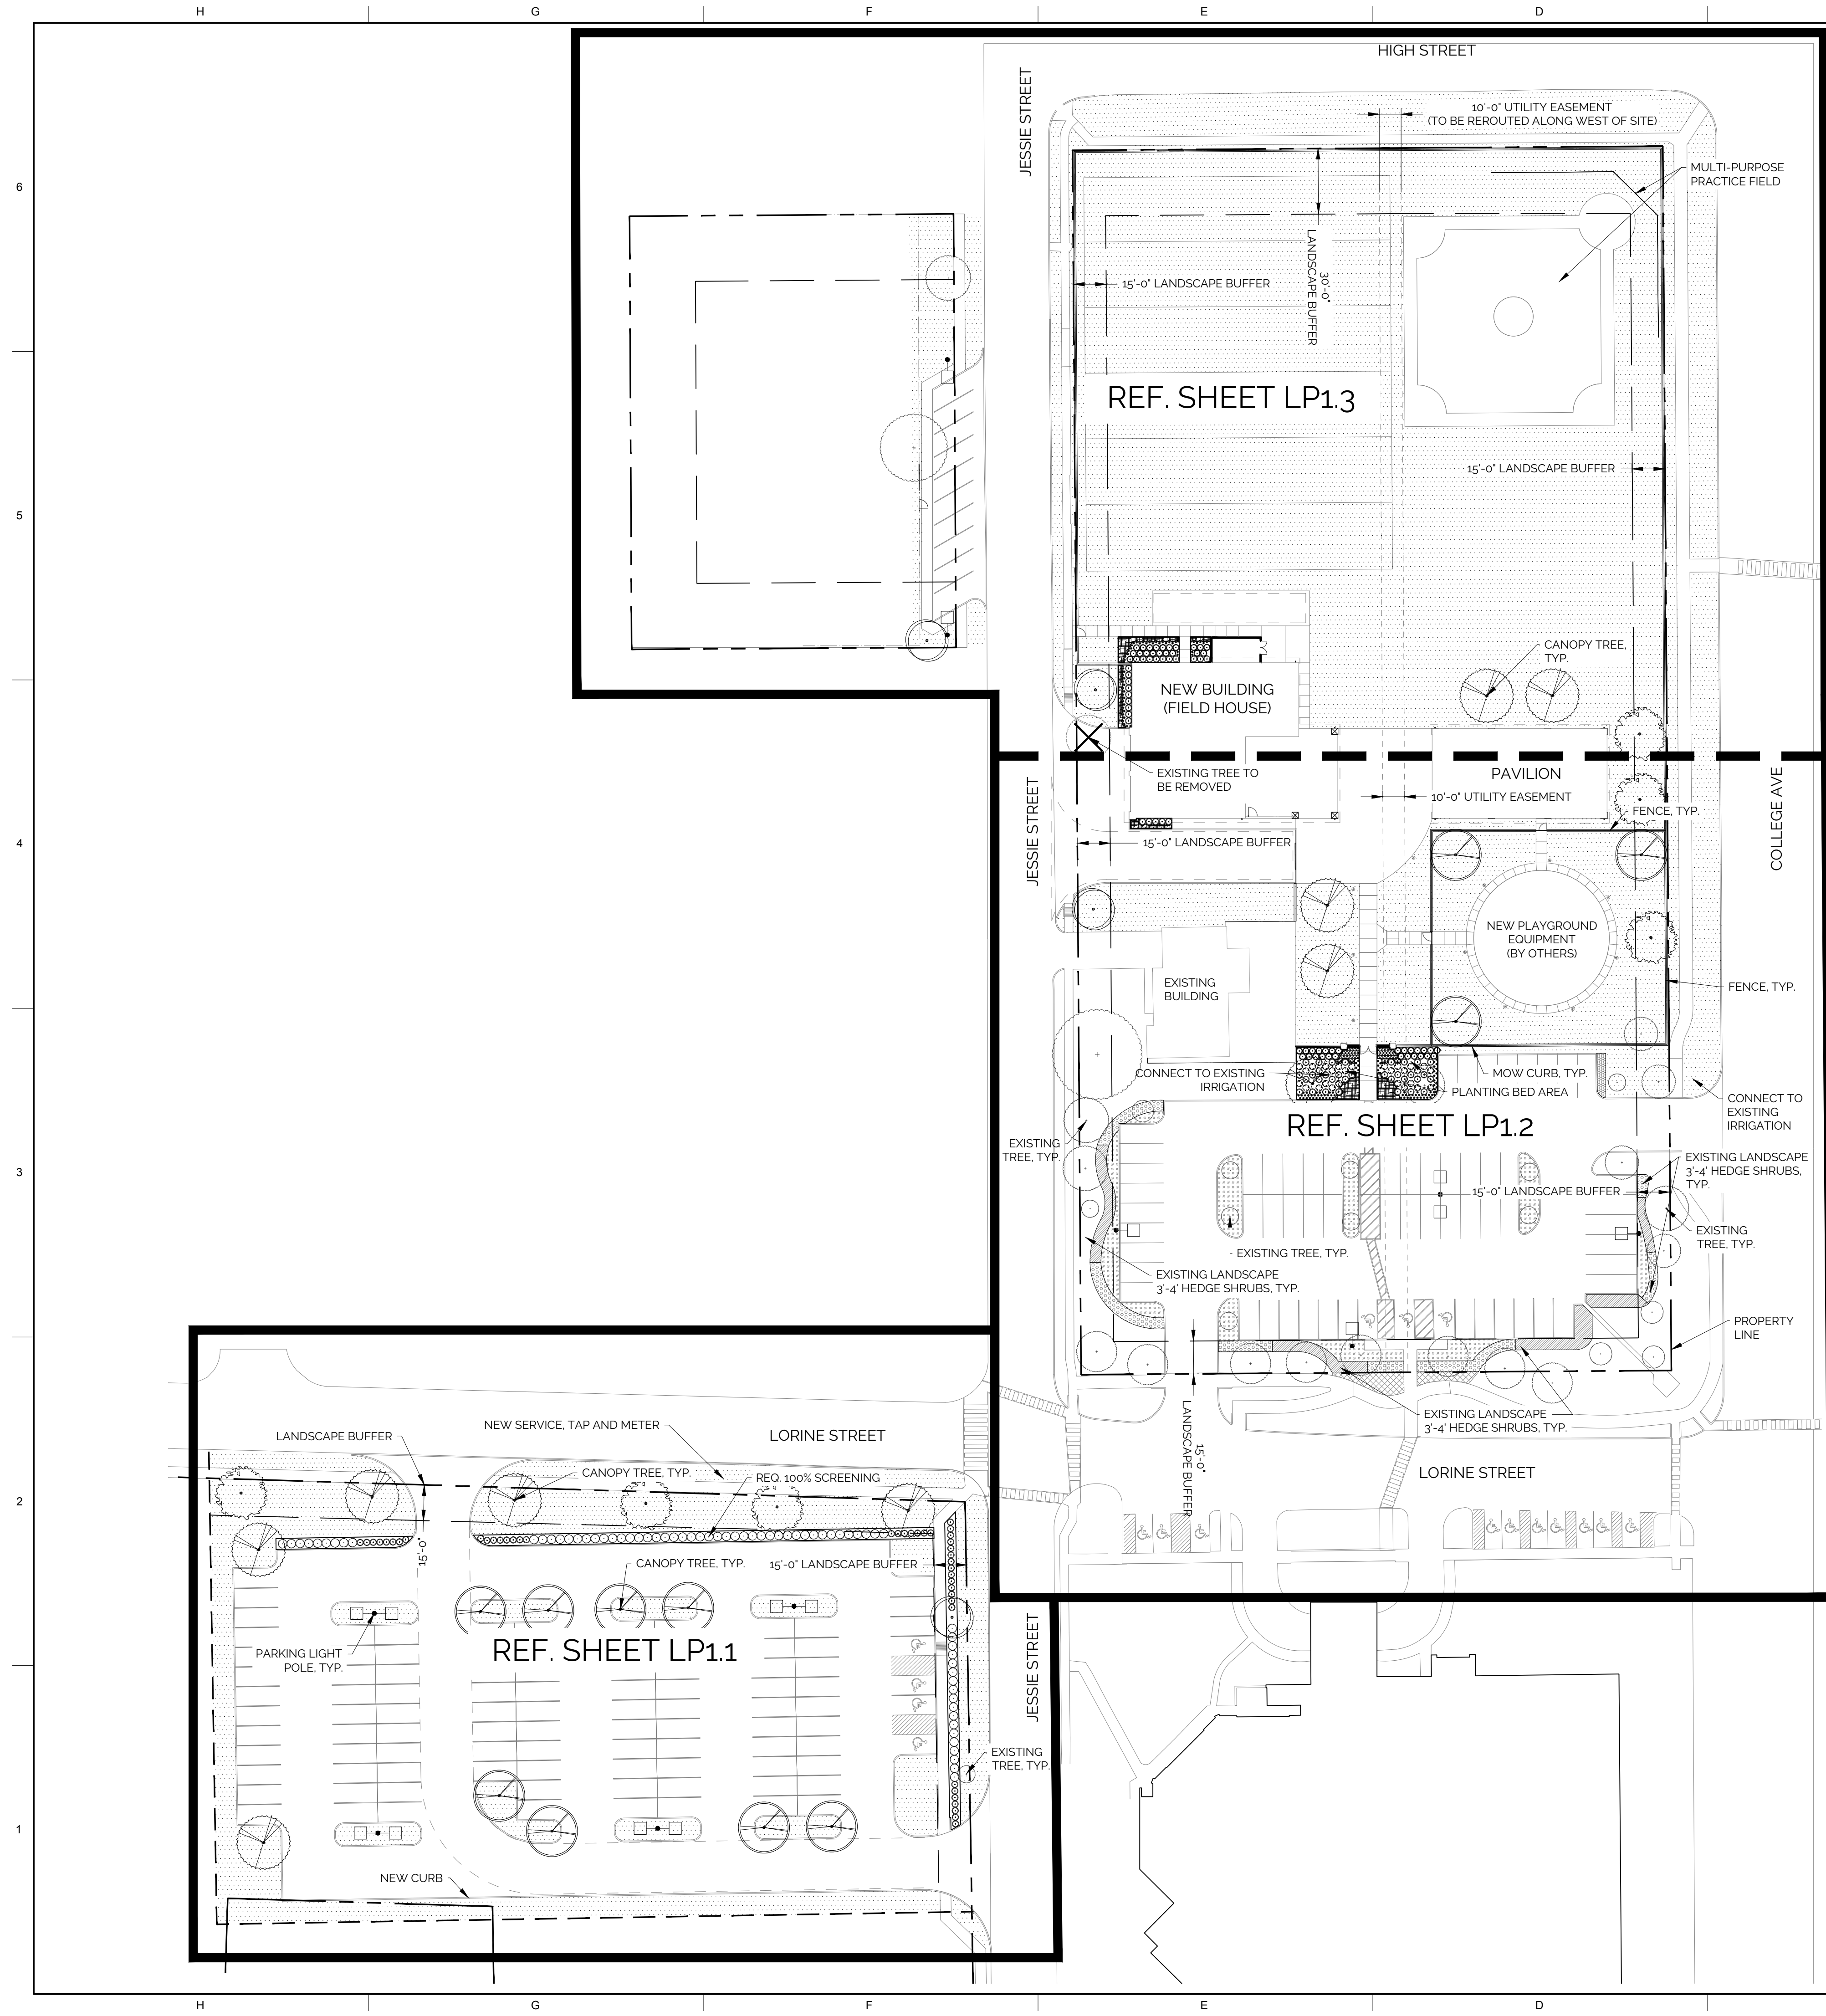 H
G
F
E
D
HIGH STREET
JESSIE STREET
10'-0" UTILITY EASEMENT
(TO BE REROUTED ALONG WEST OF SITE)
MULTI-PURPOSE
PRACTICE FIELD
6
30'-0"
LANDSCAPE BUFFER
15'-0" LANDSCAPE BUFFER
REF. SHEET LP1.3
15'-0" LANDSCAPE BUFFER
5
CANOPY TREE,
TYP.
NEW BUILDING
(FIELD HOUSE)
EXISTING TREE TO
BE REMOVED
PAVILION
10'-0" UTILITY EASEMENT
JESSIE STREET
COLLEGE AVE
FENCE, TYP.
4
15'-0" LANDSCAPE BUFFER
NEW PLAYGROUND
EQUIPMENT
(BY OTHERS)
EXISTING
BUILDING
FENCE, TYP.
CONNECT TO EXISTING
IRRIGATION
MOW CURB, TYP.
PLANTING BED AREA
CONNECT TO
EXISTING
IRRIGATION
REF. SHEET LP1.2
EXISTING
TREE, TYP.
3
EXISTING LANDSCAPE
3'-4' HEDGE SHRUBS,
TYP.
15'-0" LANDSCAPE BUFFER
EXISTING
TREE, TYP.
EXISTING TREE, TYP.
EXISTING LANDSCAPE
3'-4' HEDGE SHRUBS, TYP.
PROPERTY
LINE
15'-0"
LANDSCAPE BUFFER
EXISTING LANDSCAPE
3'-4' HEDGE SHRUBS, TYP.
LORINE STREET
NEW SERVICE, TAP AND METER
LANDSCAPE BUFFER
LORINE STREET
CANOPY TREE, TYP.
REQ. 100% SCREENING
2
15'-0"
CANOPY TREE, TYP.
15'-0" LANDSCAPE BUFFER
REF. SHEET LP1.1
PARKING LIGHT
POLE, TYP.
JESSIE STREET
EXISTING
TREE, TYP.
1
NEW CURB
H
G
F
E
D